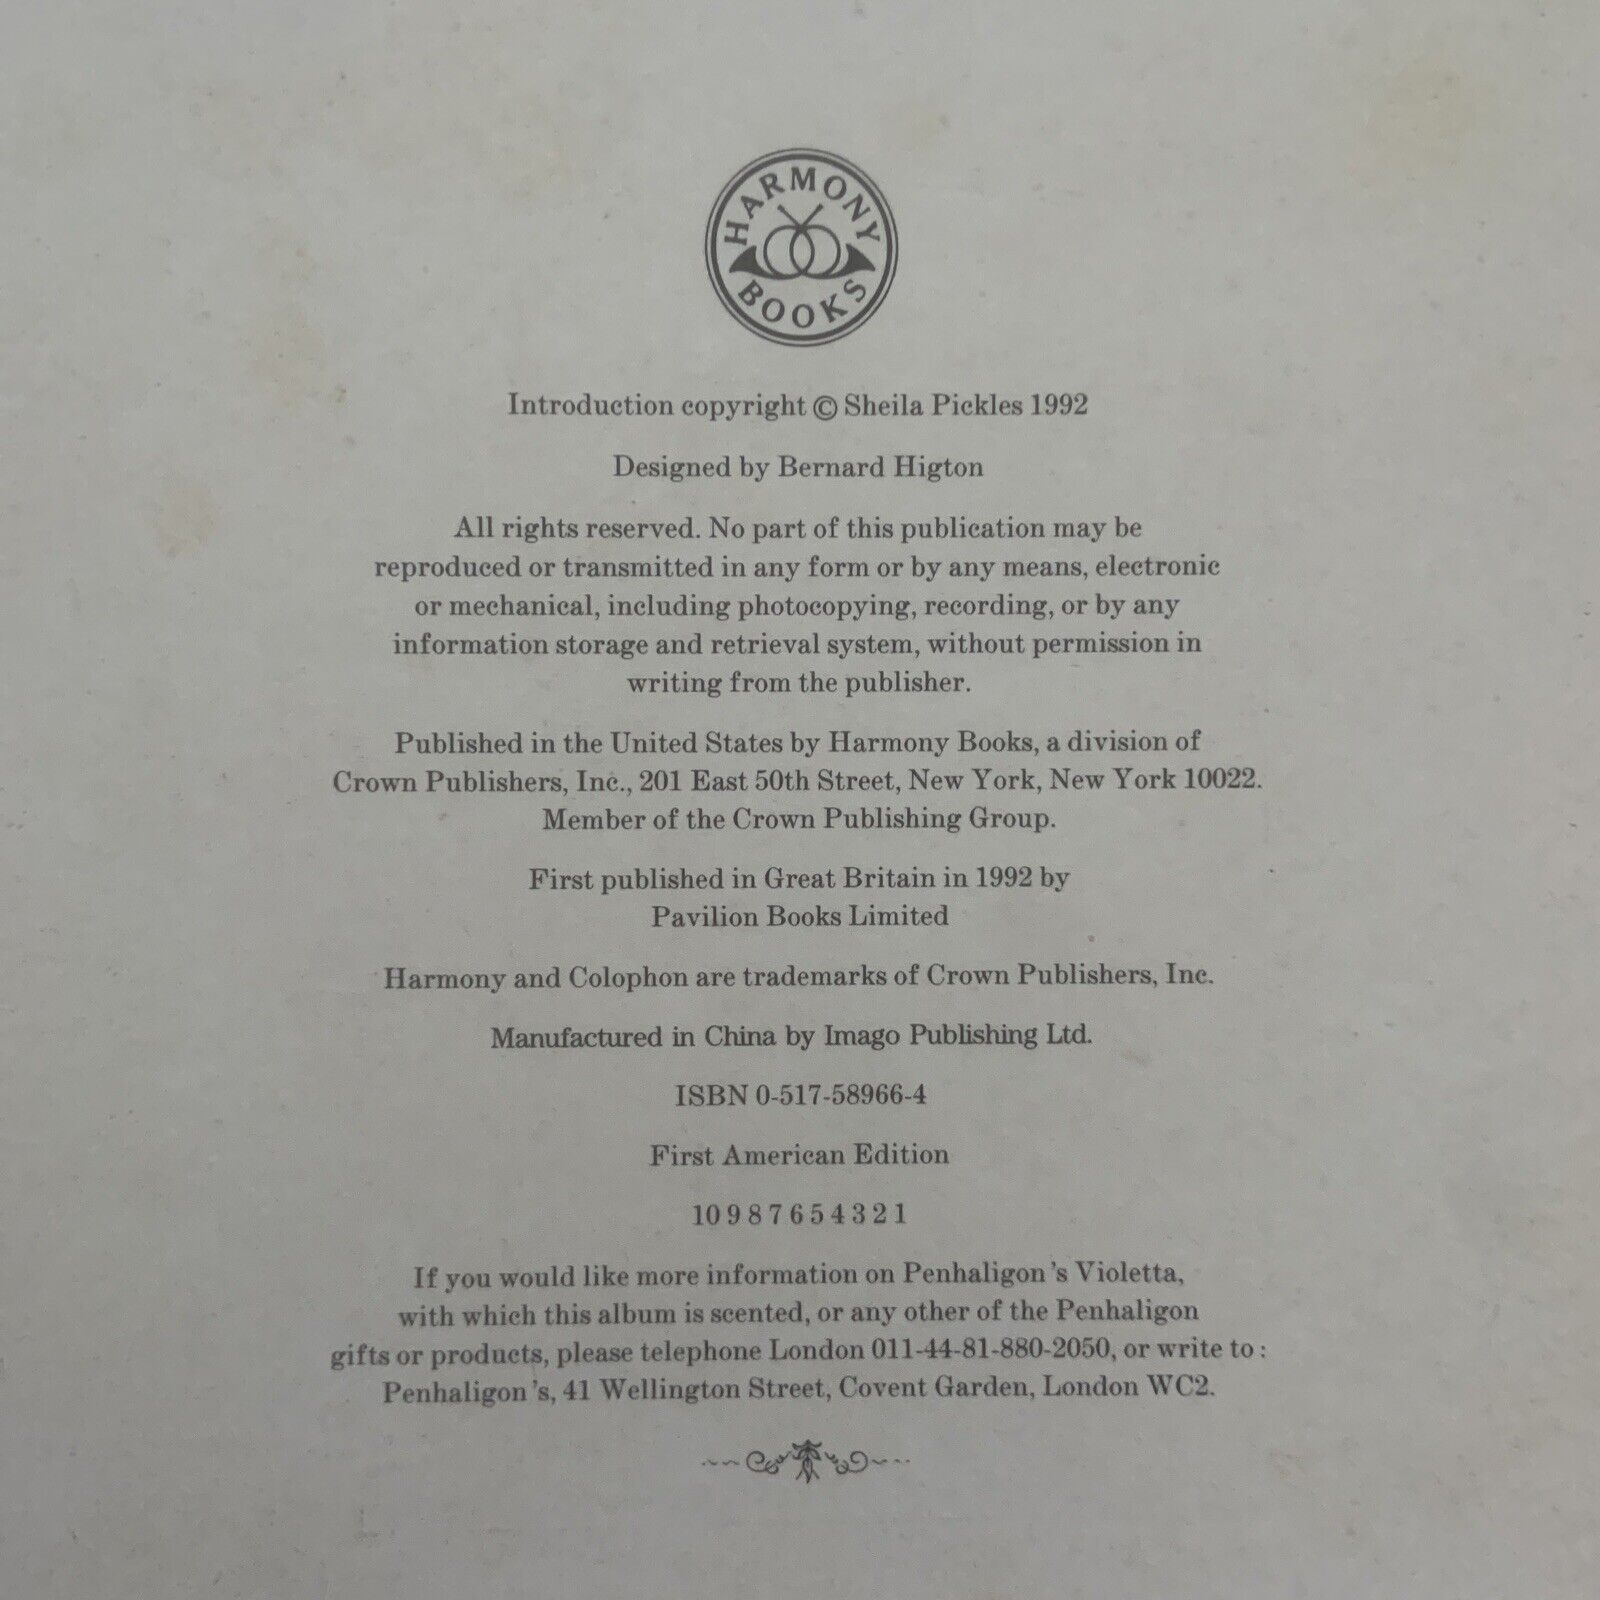 HARMONY
BOOKS
Introduction copyright © Sheila Pickles 1992
Designed by Bernard Higton
All rights reserved. No part of this publication may be
reproduced or transmitted in any form or by any means, electronic
or mechanical, including photocopying, recording, or by any
information storage and retrieval system, without permission in
writing from the publisher.
Published in the United States by Harmony Books, a division of
Crown Publishers, Inc., 201 East 50th Street, New York, New York 10022.
Member of the Crown Publishing Group.
First published in Great Britain in 1992 by
Pavilion Books Limited
Harmony and Colophon are trademarks of Crown Publishers, Inc.
Manufactured in China by Imago Publishing Ltd.
ISBN 0-517-58966-4
First American Edition
10 9 8 7 6 5 4 3 2 1
If you would like more information on Penhaligon's Violetta,
with which this album is scented, or any other of the Penhaligon
gifts or products, please telephone London 011-44-81-880-2050, or write to:
Penhaligon's, 41 Wellington Street, Covent Garden, London WC2.